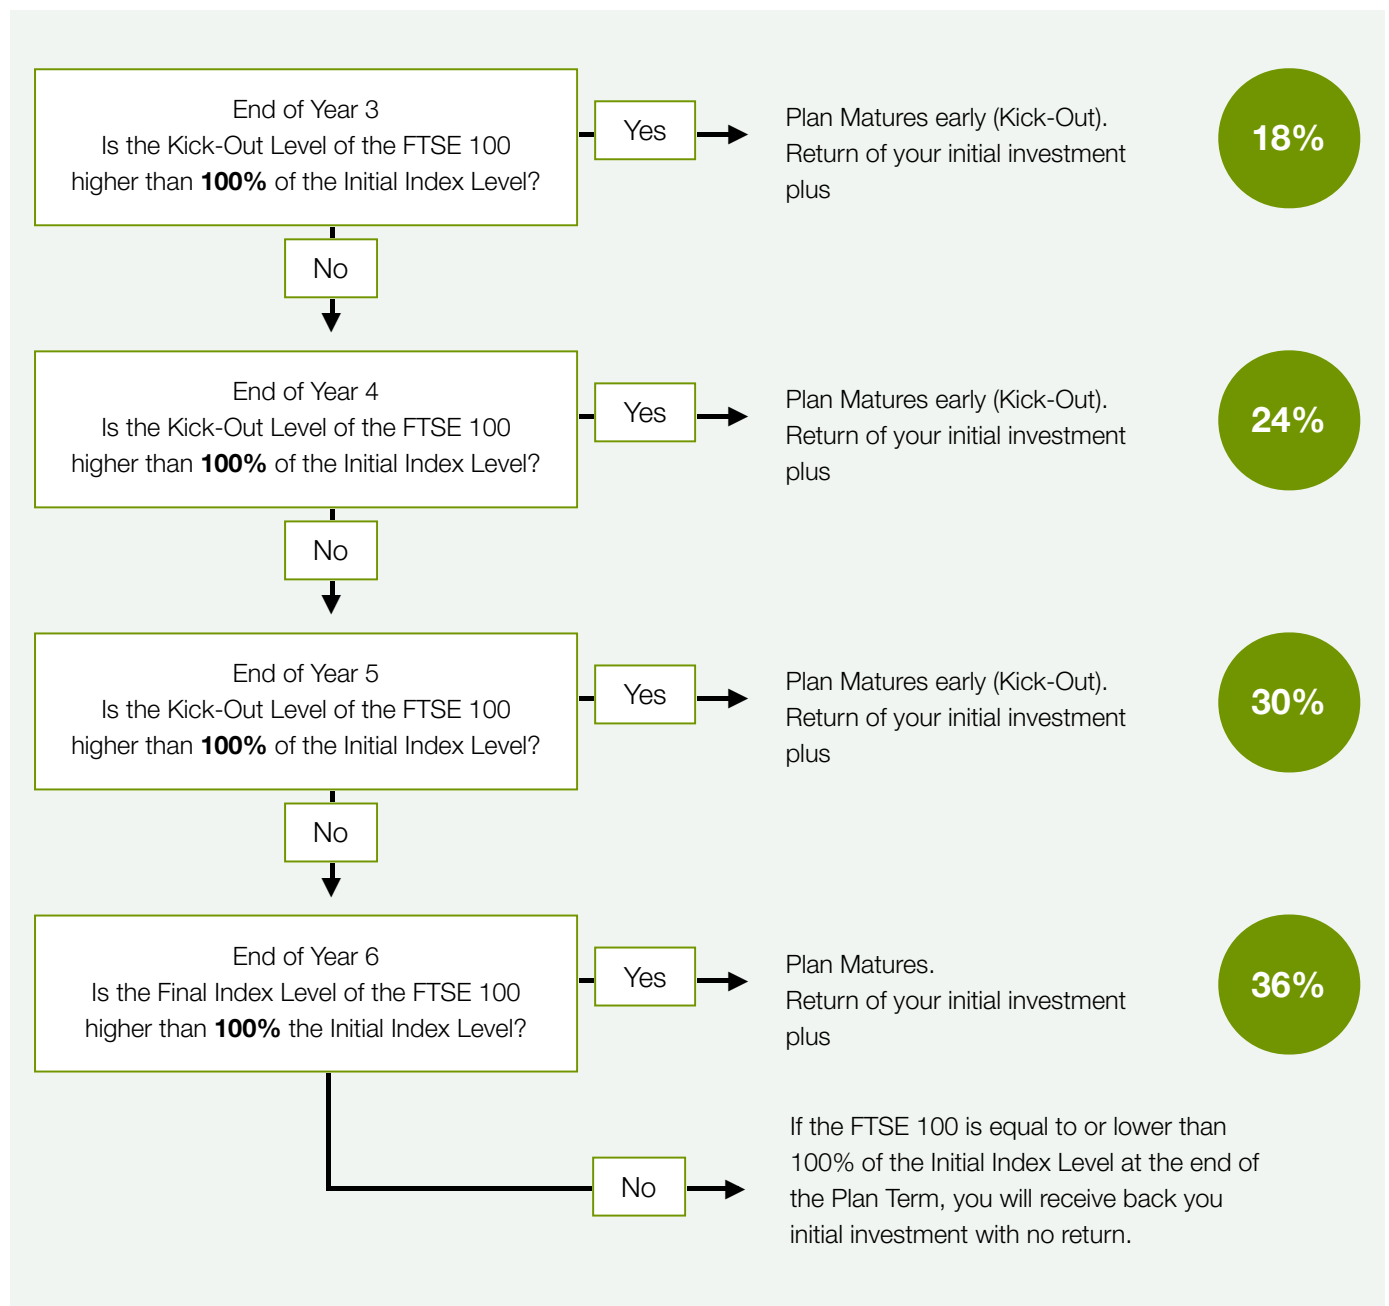 End of Year 3
Is the Kick-Out Level of the FTSE 100
higher than 100% of the Initial Index Level?
Yes
Plan Matures early (Kick-Out).
Return of your initial investment
plus
18%
No
End of Year 4
Is the Kick-Out Level of the FTSE 100
higher than 100% of the Initial Index Level?
Yes
Plan Matures early (Kick-Out).
Return of your initial investment
plus
24%
No
End of Year 5
Is the Kick-Out Level of the FTSE 100
higher than 100% of the Initial Index Level?
Yes
Plan Matures early (Kick-Out).
Return of your initial investment
plus
30%
No
End of Year 6
Is the Final Index Level of the FTSE 100
higher than 100% the Initial Index Level?
Yes
Plan Matures.
Return of your initial investment
plus
36%
No
If the FTSE 100 is equal to or lower than
100% of the Initial Index Level at the end of
the Plan Term, you will receive back you
initial investment with no return.